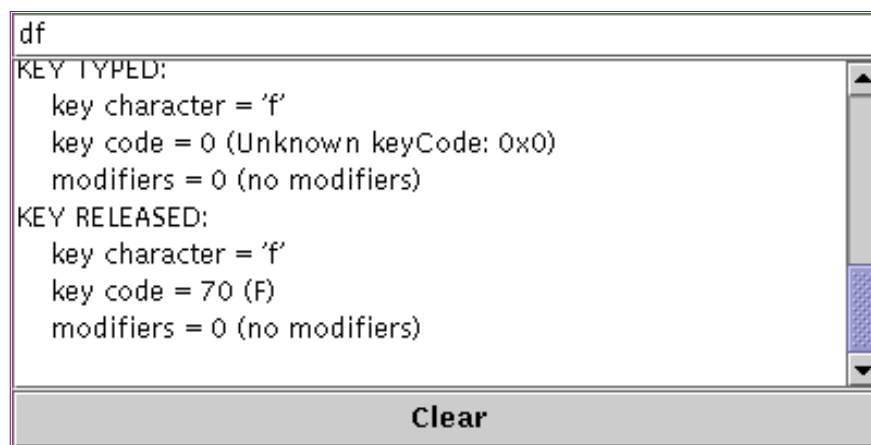 df
KEY TYPED:
key character = 'f'
key code = 0 (Unknown keyCode: 0x0)
modifiers = 0 (no modifiers)
KEY RELEASED:
key character = 'f'
key code = 70 (F)
modifiers = 0 (no modifiers)
Clear